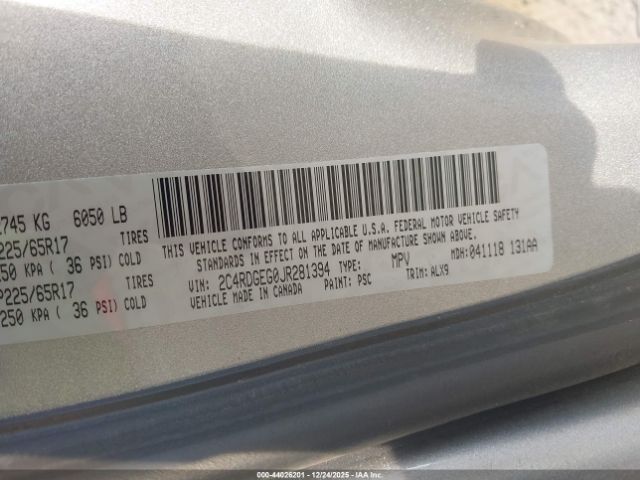 745 KG 6050 LB
225/65R17 TIRES
250 KPA ( 36 PSI) COLD
P225/65R17 TIRES
250 KPA ( 36 PSI) COLD
THIS VEHICLE CONFORMS TO ALL APPLICABLE U.S.A. FEDERAL MOTOR VEHICLE SAFETY
STANDARDS IN EFFECT ON THE DATE OF MANUFACTURE SHOWN ABOVE.
VIN: 2C4RDGEG0JR281394 TYPE: MPV MDH: 041118 131AA
VEHICLE MADE IN CANADA PAINT: PSC TRIM: ALX9
000-44026201 - 12/24/2025 - IAAI.COM